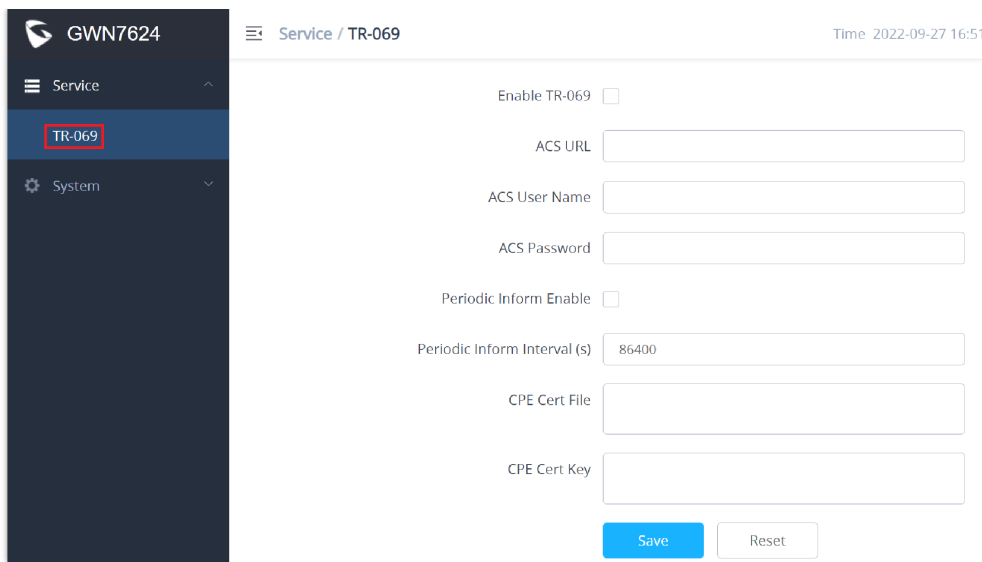 GWN7624
Service / TR-069
Time 2022-09-27 16:51
Service
TR-069
System
Enable TR-069
ACS URL
ACS User Name
ACS Password
Periodic Inform Enable
Periodic Inform Interval (s) 86400
CPE Cert File
CPE Cert Key
Save Reset